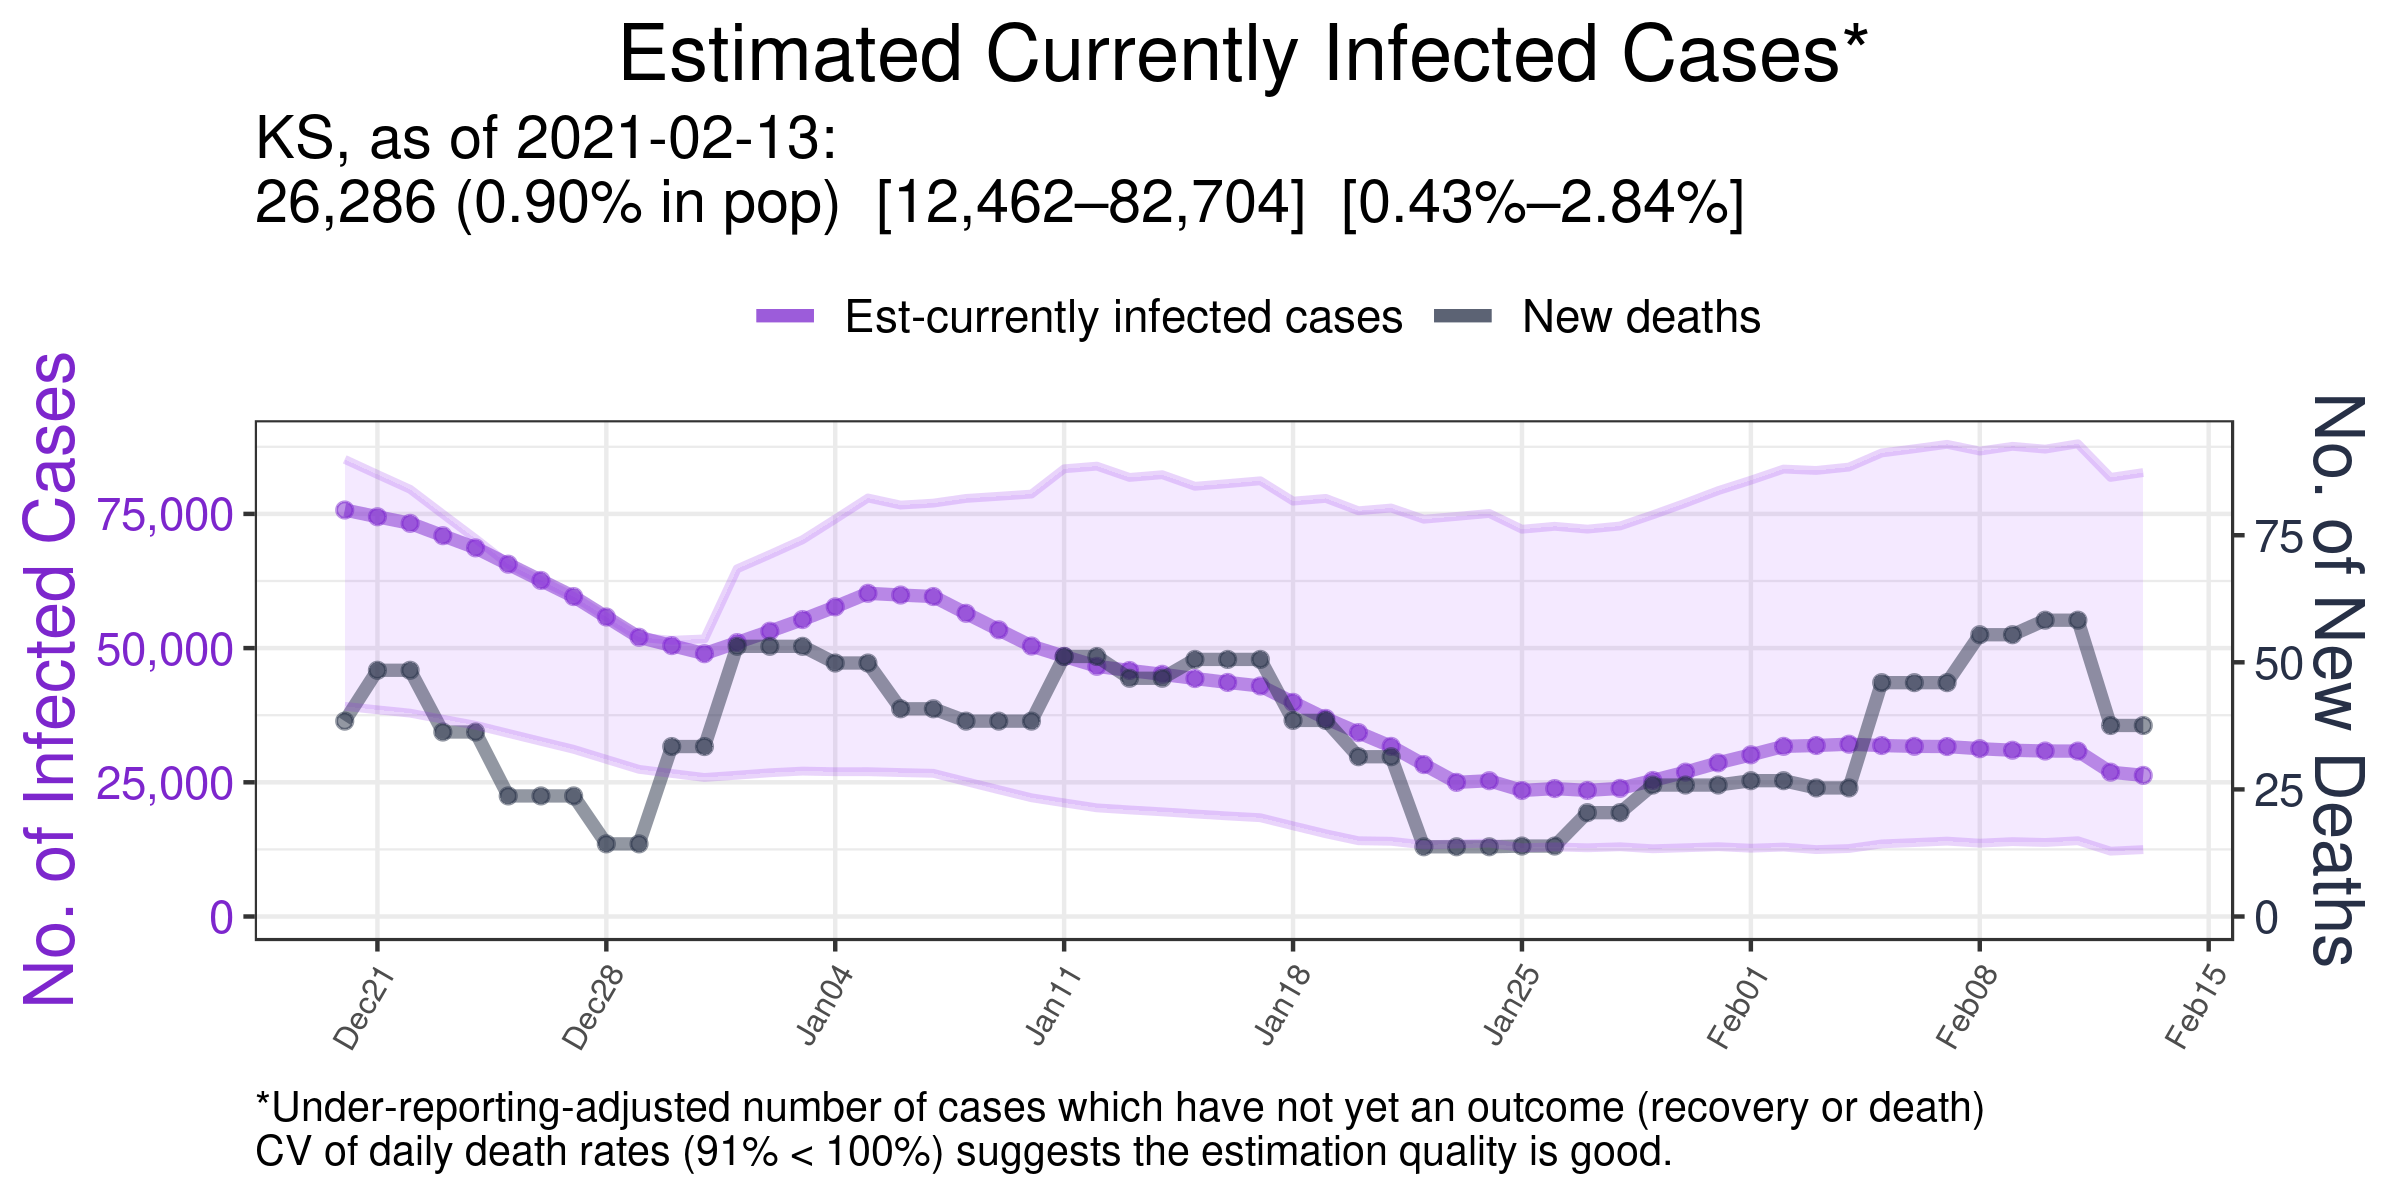 Estimated Currently Infected Cases*
KS, as of 2021-02-13:
26,286 (0.90% in pop)  [12,462–82,704]  [0.43%–2.84%]
Est-currently infected cases
New deaths
No. of Infected Cases
75,000
50,000
25,000
0
No. of New Deaths
75
50
25
0
Dec21
Dec28
Jan04
Jan11
Jan18
Jan25
Feb01
Feb08
Feb15
*Under-reporting-adjusted number of cases which have not yet an outcome (recovery or death)
CV of daily death rates (91% < 100%) suggests the estimation quality is good.